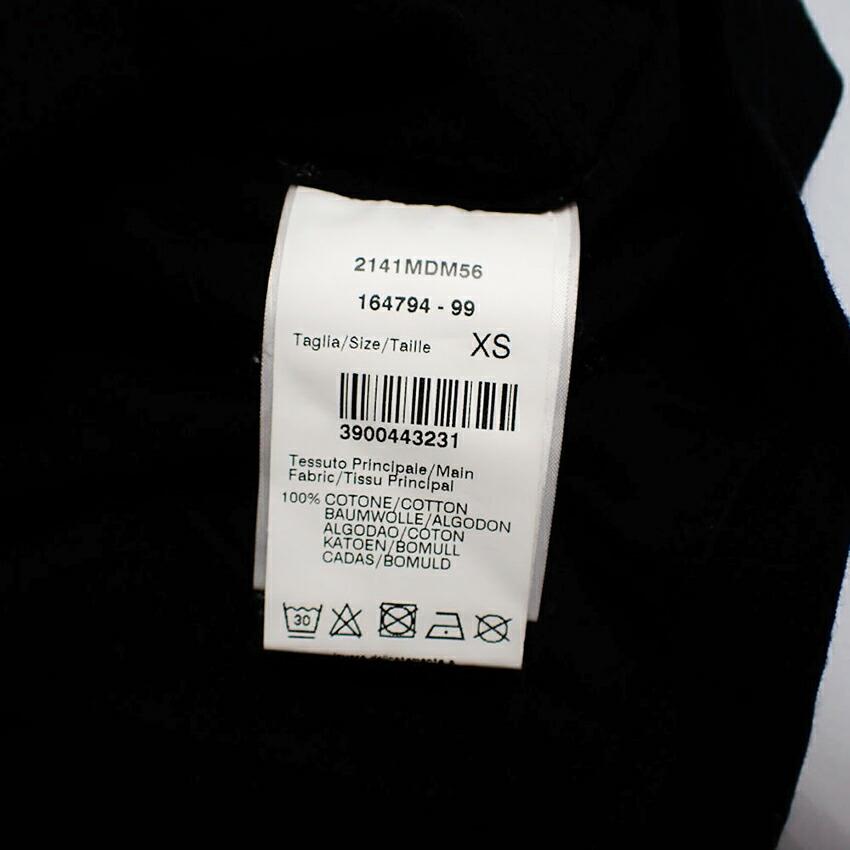 2141MDM56
164794 - 99
Taglia/Size/Taille XS
3900443231
Tessuto Principale/Main
Fabric/Tissu Principal
100% COTONE/COTTON
BAUMWOLLE/ALGODON
ALGODAO/COTON
KATOEN/BOMULL
CADAS/BOMULD
30